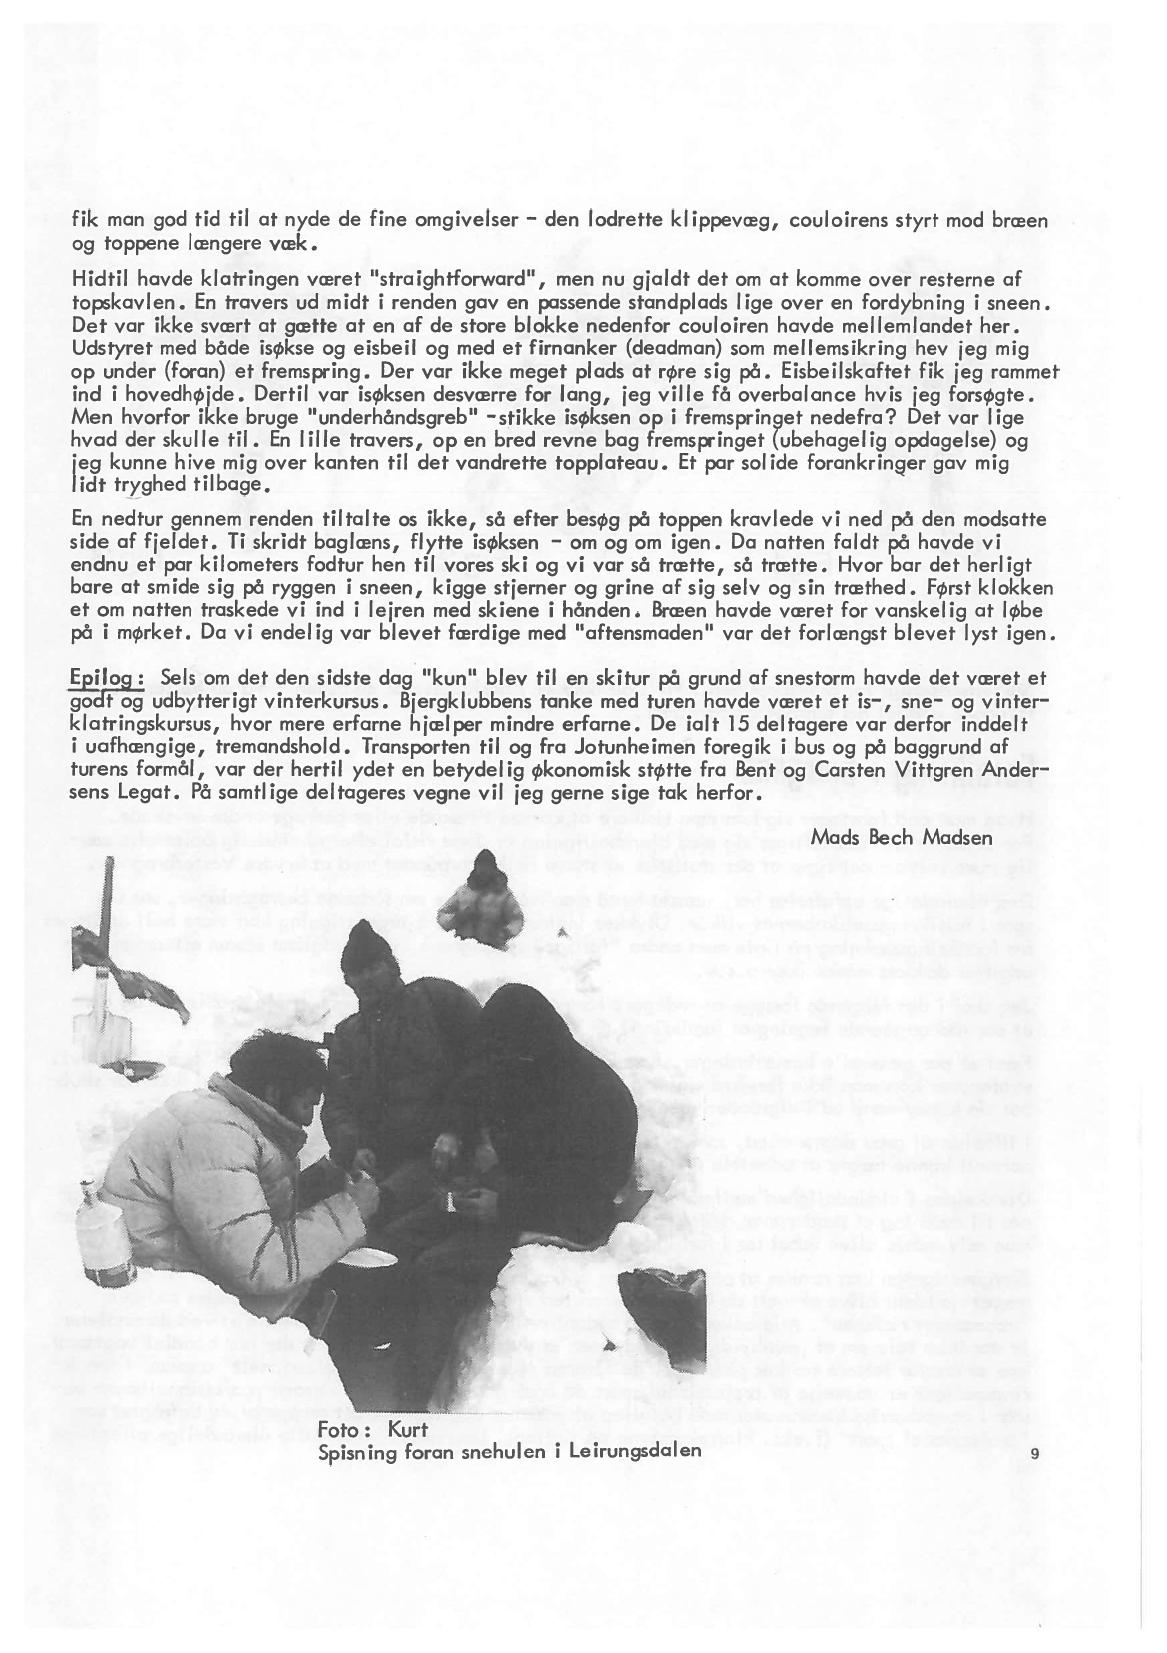 fik man god tid til at nyde de fine omgivelser - den lodrette klippevæg, couloirens styrt mod bræen
og toppene længere væk.
Hidtil havde klatringen været "straightforward", men nu gjaldt det om at komme over resterne af
topskavlen. En travers ud midt i renden gav en passende standplads lige over en fordybning i sneen.
Det var ikke svært at gætte at en af de store blokke nedenfor couloiren havde mellemlandet her.
Udstyret med både isøkse og eisbeil og med et firnanker (deadman) som mellemsikring hev jeg mig
op under (foran) et fremspring. Der var ikke meget plads at røre sig på. Eisbeilskaftet fik jeg rammet
ind i hovedhøjde. Dertil var isøksen desværre for lang, jeg ville få overbalance hvis jeg forsøgte.
Men hvorfor ikke bruge "underhåndsgreb" -stikke isøksen op i fremspringet nedefra? Det var lige
hvad der skulle til. En lille travers, op en bred revne bag fremspringet (ubehagelig opdagelse) og
jeg kunne hive mig over kanten til det vandrette topplateau. Et par solide forankringer gav mig
lidt tryghed tilbage.
En nedtur gennem renden tiltalte os ikke, så efter besøg på toppen kravlede vi ned på den modsatte
side af fjeldet. Ti skridt baglæns, flytte isøksen - om og om igen. Da natten faldt på havde vi
endnu et par kilometers fodtur hen til vores ski og vi var så trætte, så trætte. Hvor bar det herligt
bare at smide sig på ryggen i sneen, kigge stjerner og grine af sig selv og sin træthed. Først klokken
et om natten traskede vi ind i lejren med skiene i hånden. Bræen havde været for vanskelig at løbe
på i mørket. Da vi endelig var blevet færdige med "aftensmaden" var det forlængst blevet lyst igen.
Epilog: Sels om det den sidste dag "kun" blev til en skitur på grund af snestorm havde det været et
godt og udbytterigt vinterkursus. Bjergklubbens tanke med turen havde været et is-, sne- og vinter-
klatringskursus, hvor mere erfarne hjælper mindre erfarne. De ialt 15 deltagere var derfor inddelt
i uafhængige, tremandshold. Transporten til og fra Jotunheimen foregik i bus og på baggrund af
turens formål, var der hertil ydet en betydelig økonomisk støtte fra Bent og Carsten Vittgren Ander-
sens Legat. På samtlige deltageres vegne vil jeg gerne sige tak herfor.
Mads Bech Madsen
Foto: Kurt
Spisning foran snehulen i Leirungsdalen
9